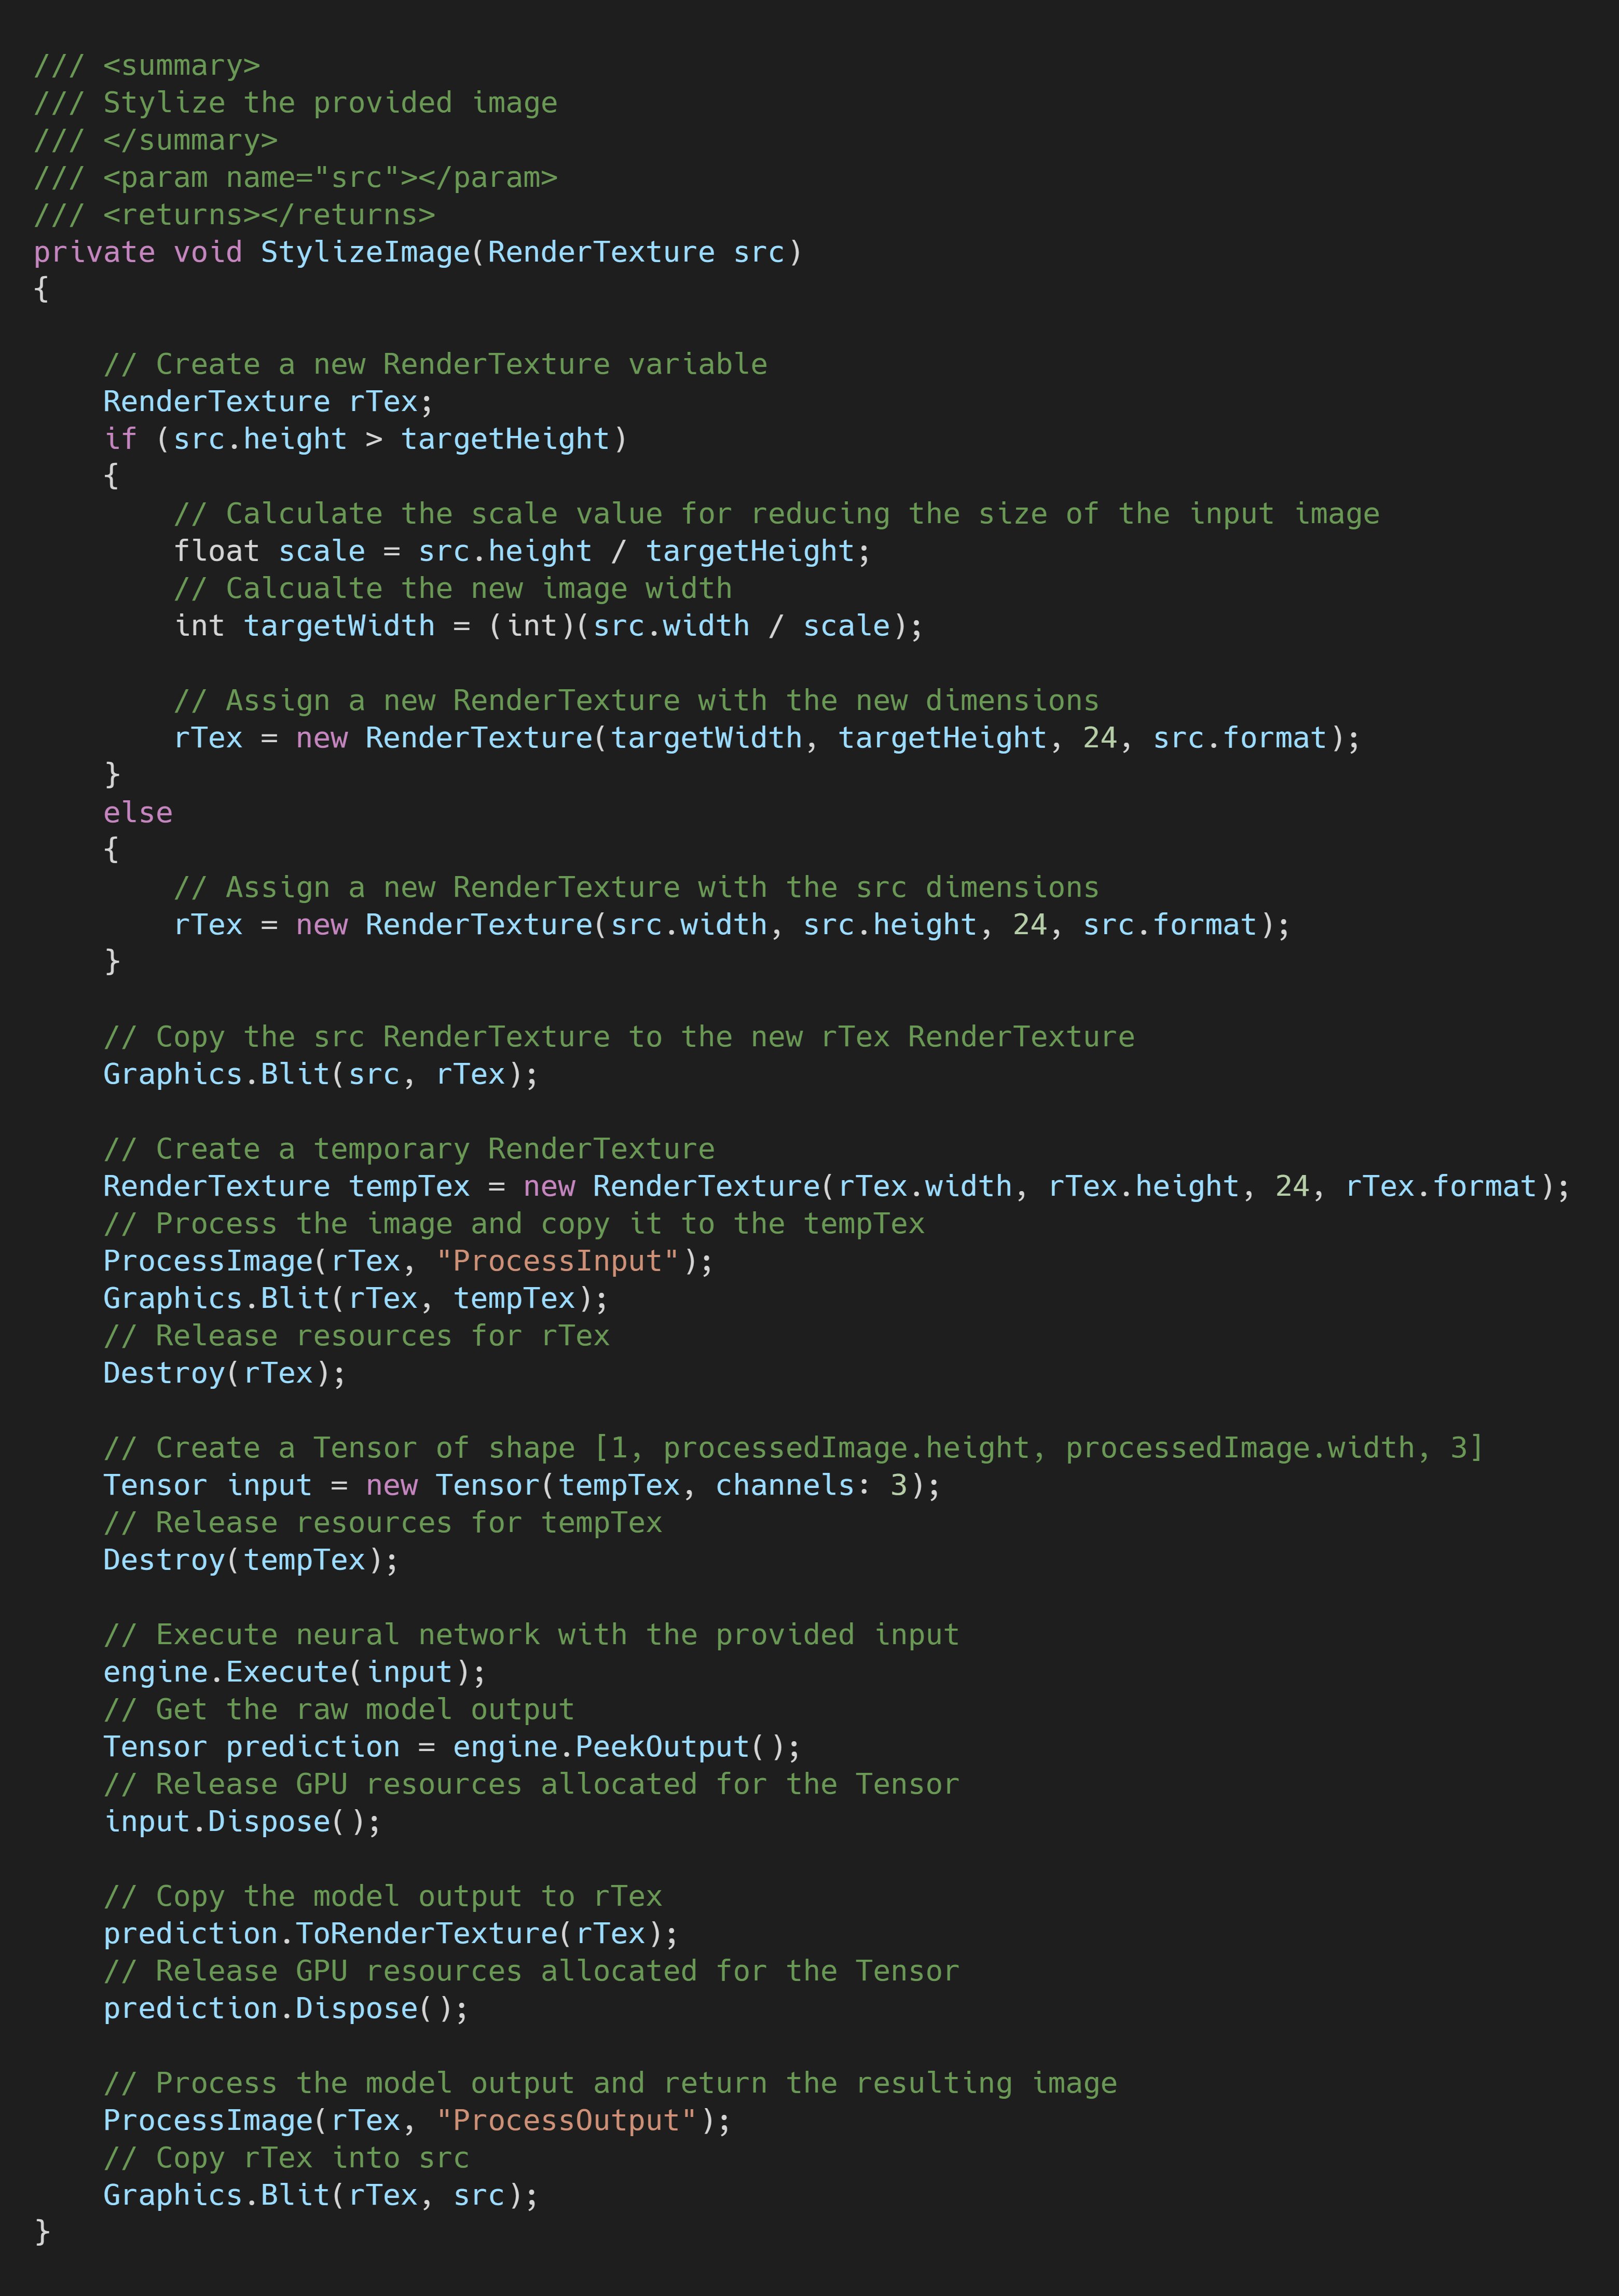 /// <summary>
/// Stylize the provided image
/// </summary>
/// <param name="src"></param>
/// <returns></returns>
private void StylizeImage(RenderTexture src)
{
    // Create a new RenderTexture variable
    RenderTexture rTex;
    if (src.height > targetHeight)
    {
        // Calculate the scale value for reducing the size of the input image
        float scale = src.height / targetHeight;
        // Calcualte the new image width
        int targetWidth = (int)(src.width / scale);
        // Assign a new RenderTexture with the new dimensions
        rTex = new RenderTexture(targetWidth, targetHeight, 24, src.format);
    }
    else
    {
        // Assign a new RenderTexture with the src dimensions
        rTex = new RenderTexture(src.width, src.height, 24, src.format);
    }
    // Copy the src RenderTexture to the new rTex RenderTexture
    Graphics.Blit(src, rTex);
    // Create a temporary RenderTexture
    RenderTexture tempTex = new RenderTexture(rTex.width, rTex.height, 24, rTex.format);
    // Process the image and copy it to the tempTex
    ProcessImage(rTex, "ProcessInput");
    Graphics.Blit(rTex, tempTex);
    // Release resources for rTex
    Destroy(rTex);
    // Create a Tensor of shape [1, processedImage.height, processedImage.width, 3]
    Tensor input = new Tensor(tempTex, channels: 3);
    // Release resources for tempTex
    Destroy(tempTex);
    // Execute neural network with the provided input
    engine.Execute(input);
    // Get the raw model output
    Tensor prediction = engine.PeekOutput();
    // Release GPU resources allocated for the Tensor
    input.Dispose();
    // Copy the model output to rTex
    prediction.ToRenderTexture(rTex);
    // Release GPU resources allocated for the Tensor
    prediction.Dispose();
    // Process the model output and return the resulting image
    ProcessImage(rTex, "ProcessOutput");
    // Copy rTex into src
    Graphics.Blit(rTex, src);
}